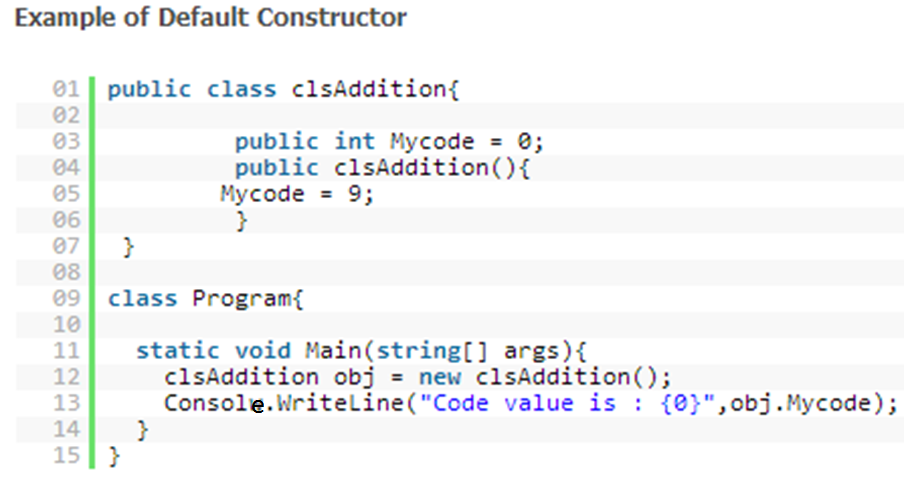 Example of Default Constructor
01 public class clsAddition{
02
03 public int Mycode = 0;
04 public clsAddition(){
05 Mycode = 9;
06 }
07 }
08
09 class Program{
10
11 static void Main(string[] args){
12 clsAddition obj = new clsAddition();
13 Console.WriteLine("Code value is : {0}",obj.Mycode);
14 }
15 }